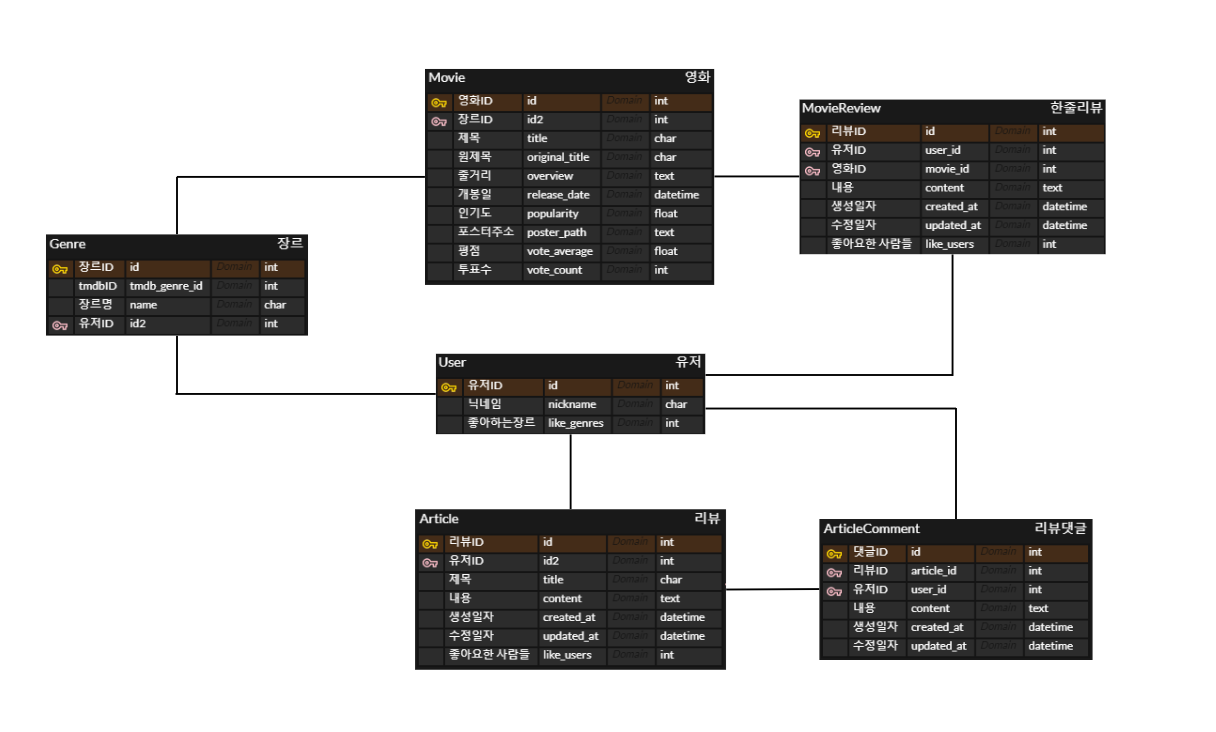 Movie 영화
영화ID id Domain int
장르ID id2 Domain int
제목 title Domain char
원제목 original_title Domain char
줄거리 overview Domain text
개봉일 release_date Domain datetime
인기도 popularity Domain float
포스터주소 poster_path Domain text
평점 vote_average Domain float
투표수 vote_count Domain int
MovieReview 한줄리뷰
리뷰ID id Domain int
유저ID user_id Domain int
영화ID movie_id Domain int
내용 content Domain text
생성일자 created_at Domain datetime
수정일자 updated_at Domain datetime
좋아요한 사람들 like_users Domain int
Genre 장르
장르ID id Domain int
tmdbID tmdb_genre_id Domain int
장르명 name Domain char
유저ID id2 Domain int
User 유저
유저ID id Domain int
닉네임 nickname Domain char
좋아하는장르 like_genres Domain int
Article 리뷰
리뷰ID id Domain int
유저ID id2 Domain int
제목 title Domain char
내용 content Domain text
생성일자 created_at Domain datetime
수정일자 updated_at Domain datetime
좋아요한 사람들 like_users Domain int
ArticleComment 리뷰댓글
댓글ID id Domain int
리뷰ID article_id Domain int
유저ID user_id Domain int
내용 content Domain text
생성일자 created_at Domain datetime
수정일자 updated_at Domain datetime